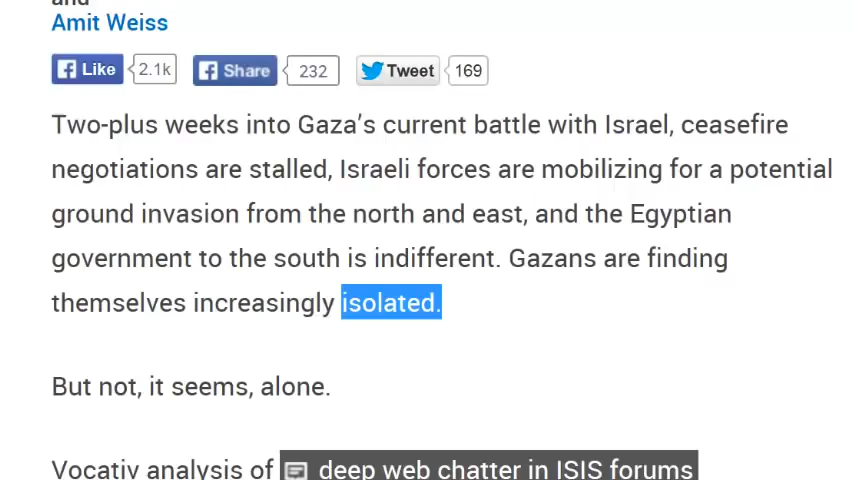 and
Amit Weiss
Like 2.1k Share 232 Tweet 169
Two-plus weeks into Gaza's current battle with Israel, ceasefire
negotiations are stalled, Israeli forces are mobilizing for a potential
ground invasion from the north and east, and the Egyptian
government to the south is indifferent. Gazans are finding
themselves increasingly isolated.
But not, it seems, alone.
Vocativ analysis of deep web chatter in ISIS forums